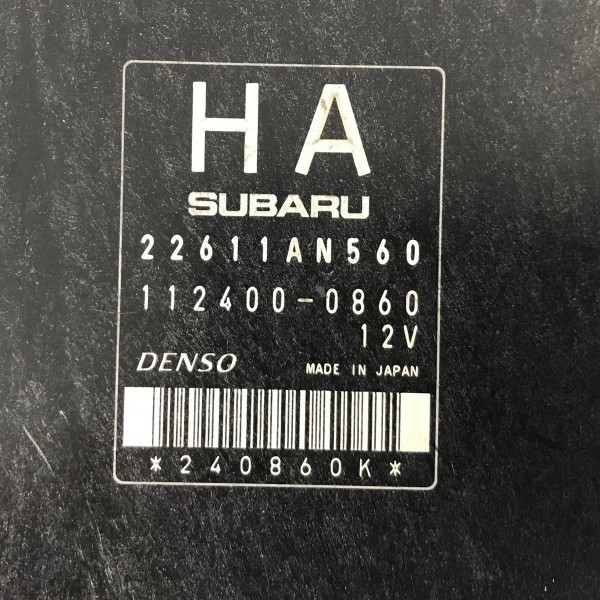 HA
SUBARU
22611AN560
112400-0860
12V
DENSO MADE IN JAPAN
*240860K*